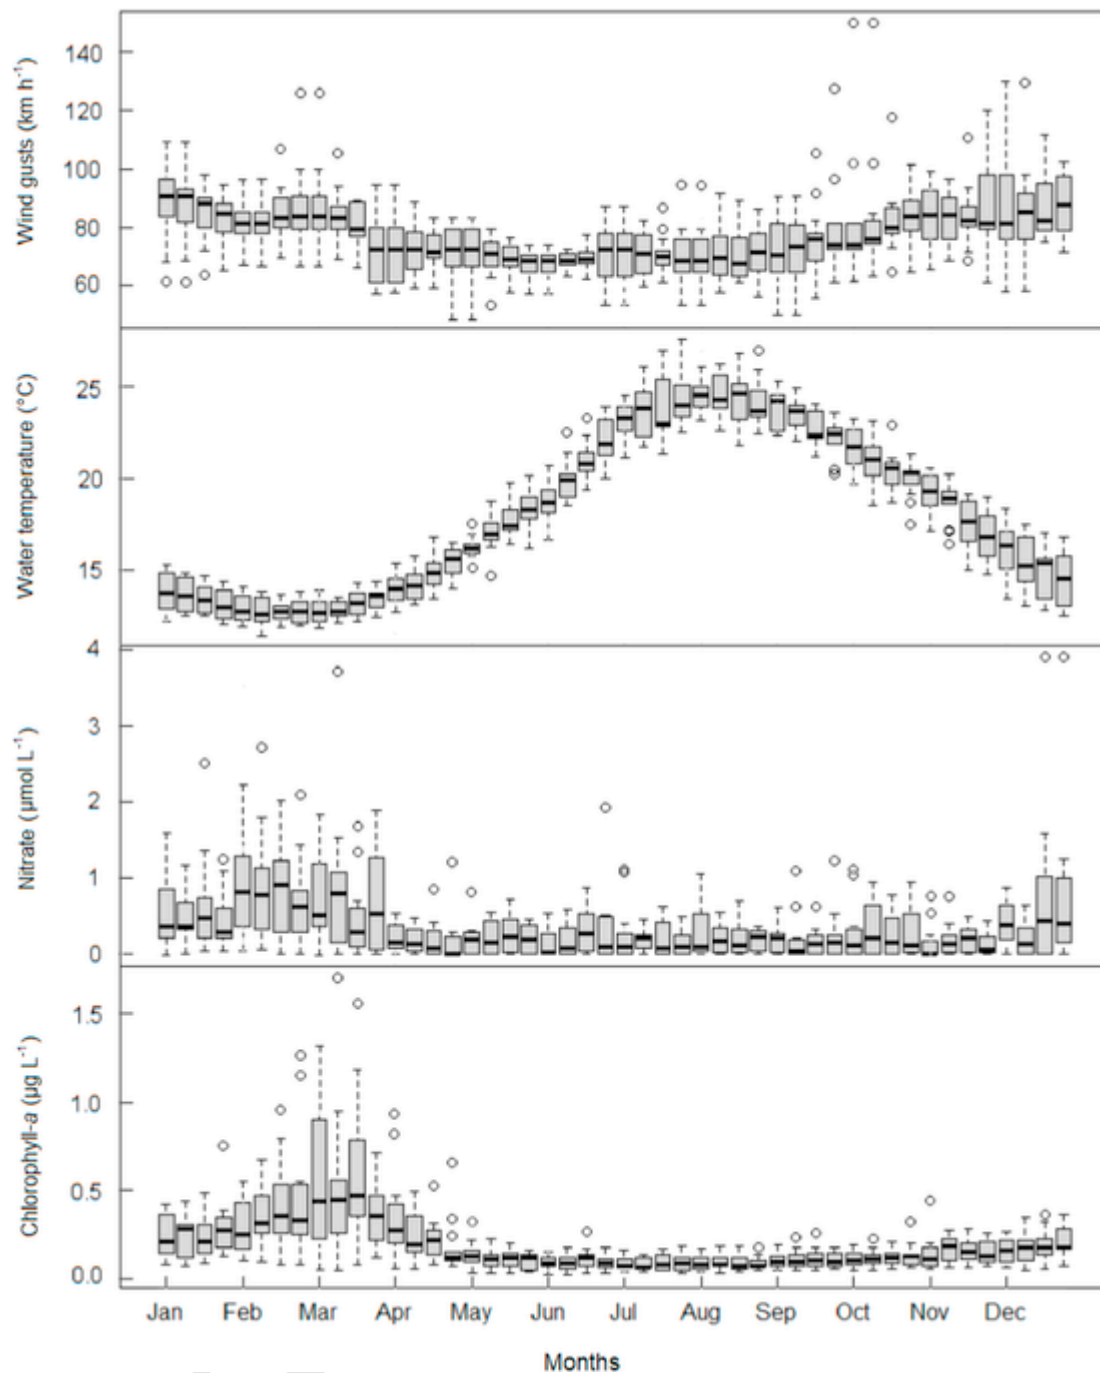 Wind gusts (km h⁻¹)
140
120
100
80
60
Water temperature (°C)
25
20
15
Nitrate (µmol L⁻¹)
4
3
2
1
0
Chlorophyll-a (µg L⁻¹)
1.5
1.0
0.5
0.0
Jan Feb Mar Apr May Jun Jul Aug Sep Oct Nov Dec
Months